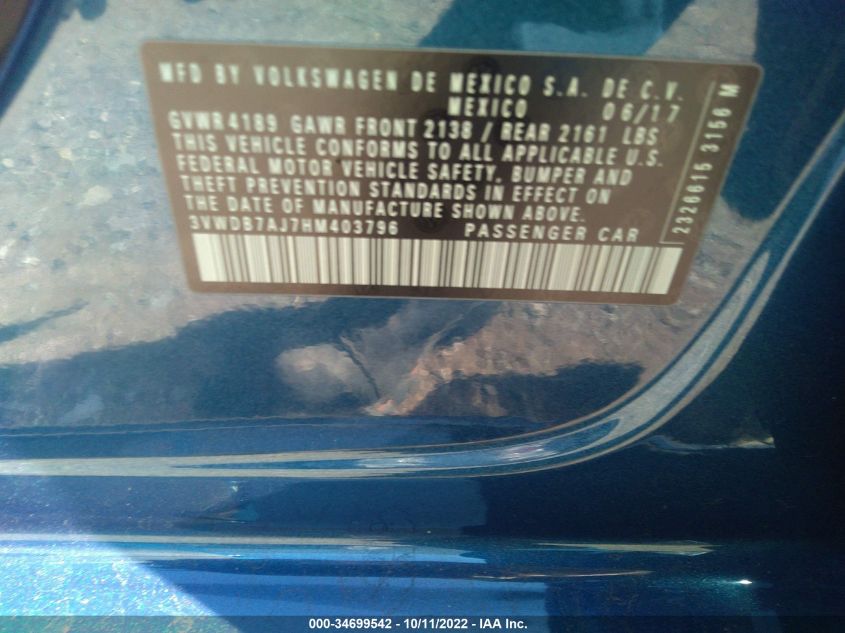 MFD BY VOLKSWAGEN DE MEXICO S.A. DE C.V.
MEXICO 06/17
GVWR 4189 GAWR FRONT 2138 / REAR 2161 LBS
THIS VEHICLE CONFORMS TO ALL APPLICABLE U.S.
FEDERAL MOTOR VEHICLE SAFETY, BUMPER AND
THEFT PREVENTION STANDARDS IN EFFECT ON
THE DATE OF MANUFACTURE SHOWN ABOVE.
3VWDB7AJ7HM403796 PASSENGER CAR
2326615 3156 M
000-34699542 - 10/11/2022 - IAA Inc.